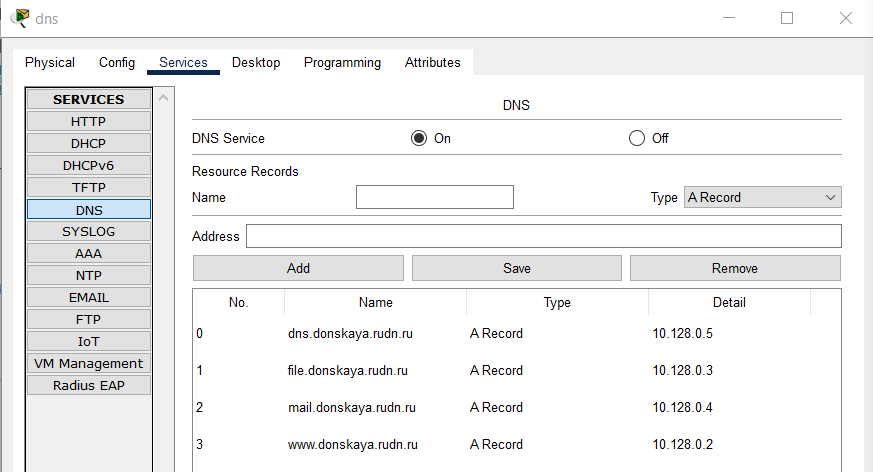 dns
Physical Config Services Desktop Programming Attributes
SERVICES
HTTP
DHCP
DHCPv6
TFTP
DNS
SYSLOG
AAA
NTP
EMAIL
FTP
IoT
VM Management
Radius EAP
DNS
DNS Service On Off
Resource Records
Name Type A Record
Address
Add Save Remove
No. Name Type Detail
0 dns.donskaya.rudn.ru A Record 10.128.0.5
1 file.donskaya.rudn.ru A Record 10.128.0.3
2 mail.donskaya.rudn.ru A Record 10.128.0.4
3 www.donskaya.rudn.ru A Record 10.128.0.2